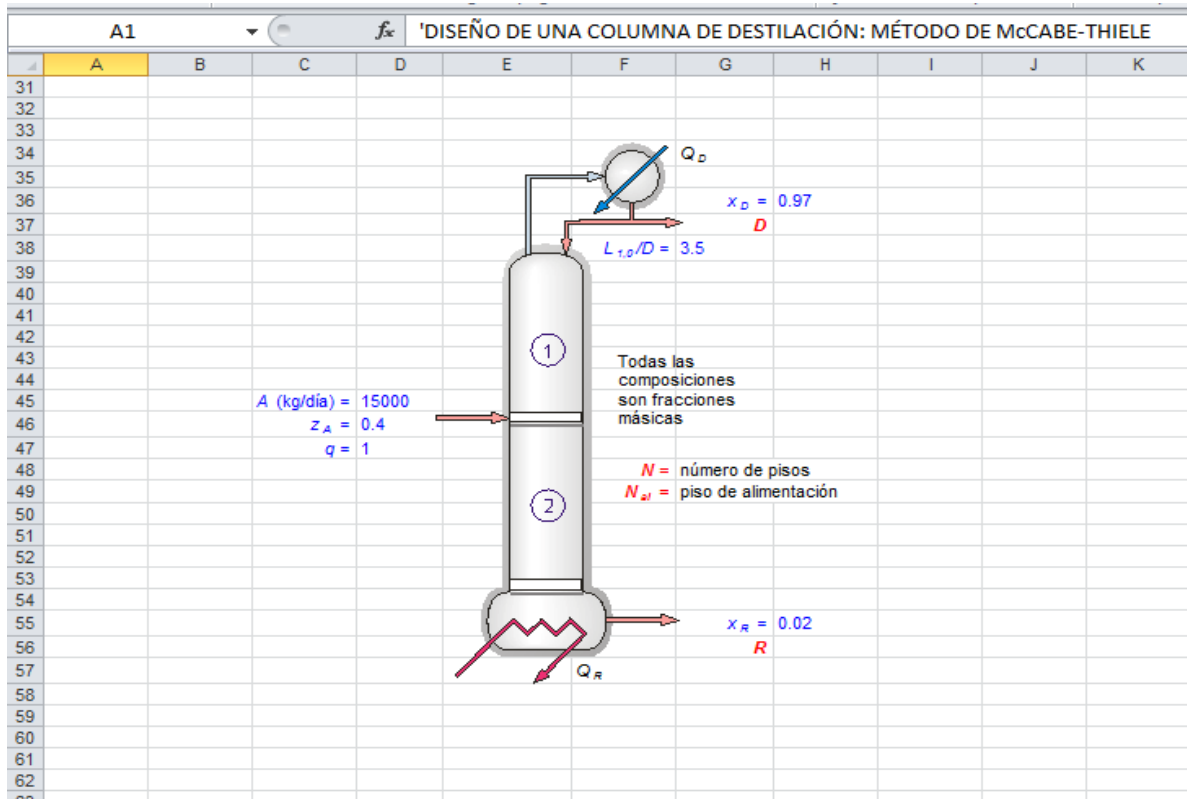 A1 fx 'DISEÑO DE UNA COLUMNA DE DESTILACIÓN: MÉTODO DE McCABE-THIELE
A B C D E F G H I J K
31
32
33
34 Q D
35
36 x D = 0.97
37 D
38 L 1,0/D = 3.5
39
40
41
42
43 1 Todas las
44 composiciones
45 A (kg/día) = 15000 son fracciones
46 z A = 0.4 másicas
47 q = 1
48 N = número de pisos
49 N al = piso de alimentación
50 2
51
52
53
54
55 x R = 0.02
56 R
57 Q R
58
59
60
61
62